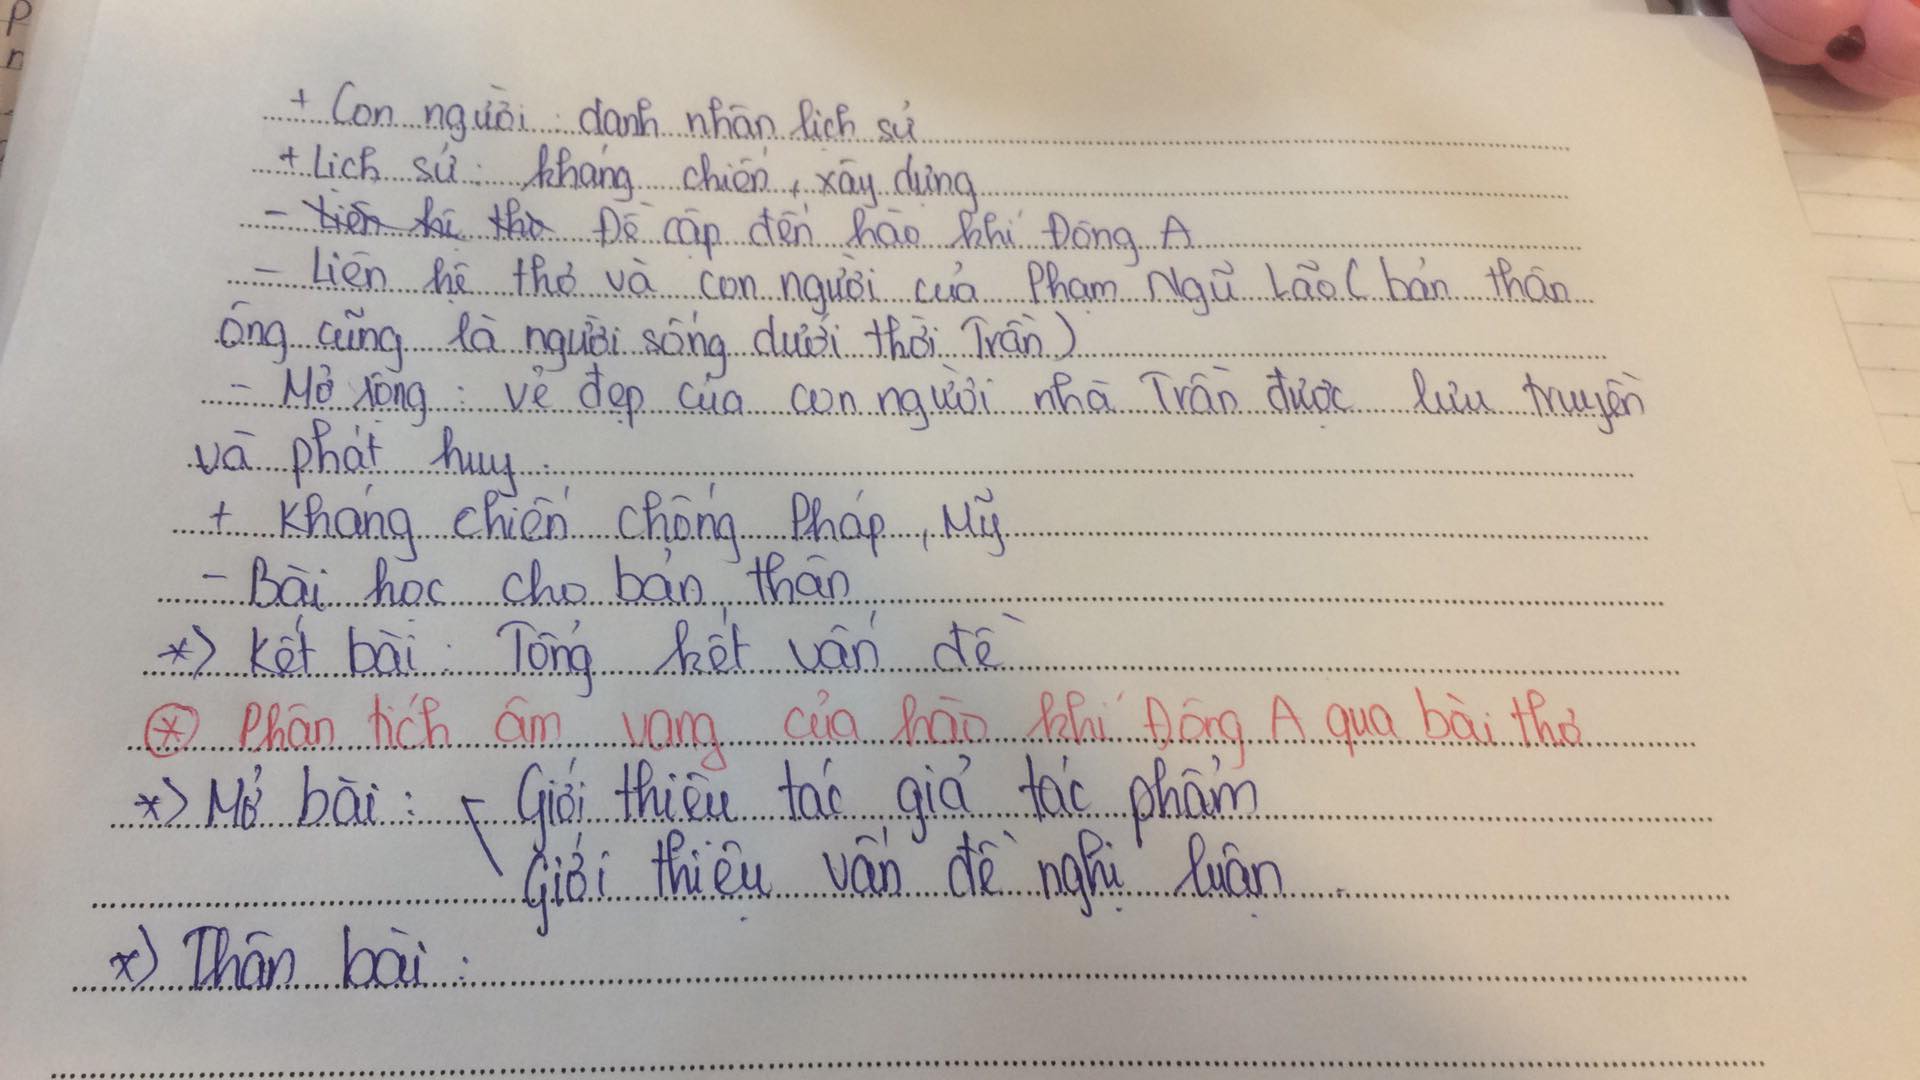 + Con người : danh nhân lịch sử
+ Lịch sử : kháng chiến, xây dựng
- Đề cập đến hào khí Đông A
- Liên hệ thơ và con người của Phạm Ngũ Lão ( bản thân
ông cũng là người sống dưới thời Trần )
- Mở rộng : vẻ đẹp của con người nhà Trần được lưu truyền
và phát huy :
+ Kháng chiến chống Pháp, Mỹ
- Bài học cho bản thân
*) Kết bài : Tổng kết vấn đề
* Phân tích âm vang của hào khí Đông A qua bài thơ
*) Mở bài : Giới thiệu tác giả tác phẩm
Giới thiệu vấn đề nghị luận
*) Thân bài :